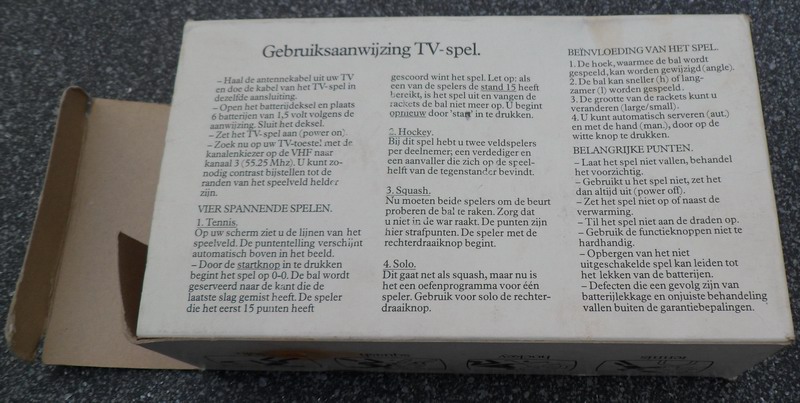 Gebruiksaanwijzing TV-spel.
– Haal de antennekabel uit uw TV
en doe de kabel van het TV-spel in
dezelfde aansluiting.
– Open het batterijdeksel en plaats
6 batterijen van 1,5 volt volgens de
aanwijzing. Sluit het deksel.
– Zet het TV-spel aan (power on).
– Zoek nu op uw TV-toestel met de
kanalenkiezer op de VHF naar
kanaal 3 (55.25 Mhz). U kunt zo-
nodig contrast bijstellen tot de
randen van het speelveld helder
zijn.
VIER SPANNENDE SPELEN.
1. Tennis.
Op uw scherm ziet u de lijnen van het
speelveld. De puntentelling verschijnt
automatisch boven in het beeld.
– Door de startknop in te drukken
begint het spel op 0-0. De bal wordt
geserveerd naar de kant die de
laatste slag gemist heeft. De speler
die het eerst 15 punten heeft
gescoord wint het spel. Let op: als
een van de spelers de stand 15 heeft
bereikt, is het spel uit en vangen de
rackets de bal niet meer op. U begint
opnieuw door 'start' in te drukken.
2. Hockey.
Bij dit spel hebt u twee veldspelers
per deelnemer; een verdediger en
een aanvaller die zich op de speel-
helft van de tegenstander bevindt.
3. Squash.
Nu moeten beide spelers om de beurt
proberen de bal te raken. Zorg dat
u niet in de war raakt. De punten zijn
hier strafpunten. De speler met de
rechterdraaiknop begint.
4. Solo.
Dit gaat net als squash, maar nu is
het een oefenprogramma voor één
speler. Gebruik voor solo de rechter-
draaiknop.
BEÏNVLOEDING VAN HET SPEL.
1. De hoek, waarmee de bal wordt
gespeeld, kan worden gewijzigd (angle).
2. De bal kan sneller (h) of lang-
zamer (l) worden gespeeld.
3. De grootte van de rackets kunt u
veranderen (large/small).
4. U kunt automatisch serveren (aut.)
en met de hand (man.), door op de
witte knop te drukken.
BELANGRIJKE PUNTEN.
– Laat het spel niet vallen, behandel
het voorzichtig.
– Gebruikt u het spel niet, zet het
dan altijd uit (power off).
– Zet het spel niet op of naast de
verwarming.
– Til het spel niet aan de draden op.
– Gebruik de functieknoppen niet te
hardhandig.
– Opbergen van het niet
uitgeschakelde spel kan leiden tot
het lekken van de batterijen.
– Defecten die een gevolg zijn van
batterijlekkage en onjuiste behandeling
vallen buiten de garantiebepalingen.
squash
hockey
tennis